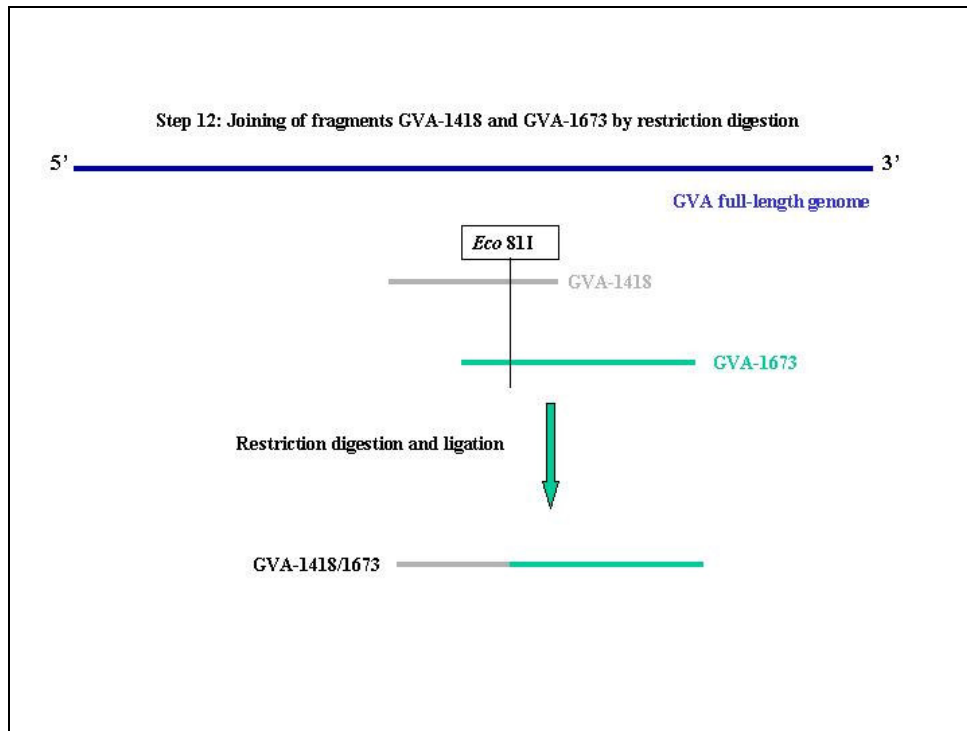 Step 12: Joining of fragments GVA-1418 and GVA-1673 by restriction digestion
5’ 3’
GVA full-length genome
Eco 81I
GVA-1418
GVA-1673
Restriction digestion and ligation
GVA-1418/1673